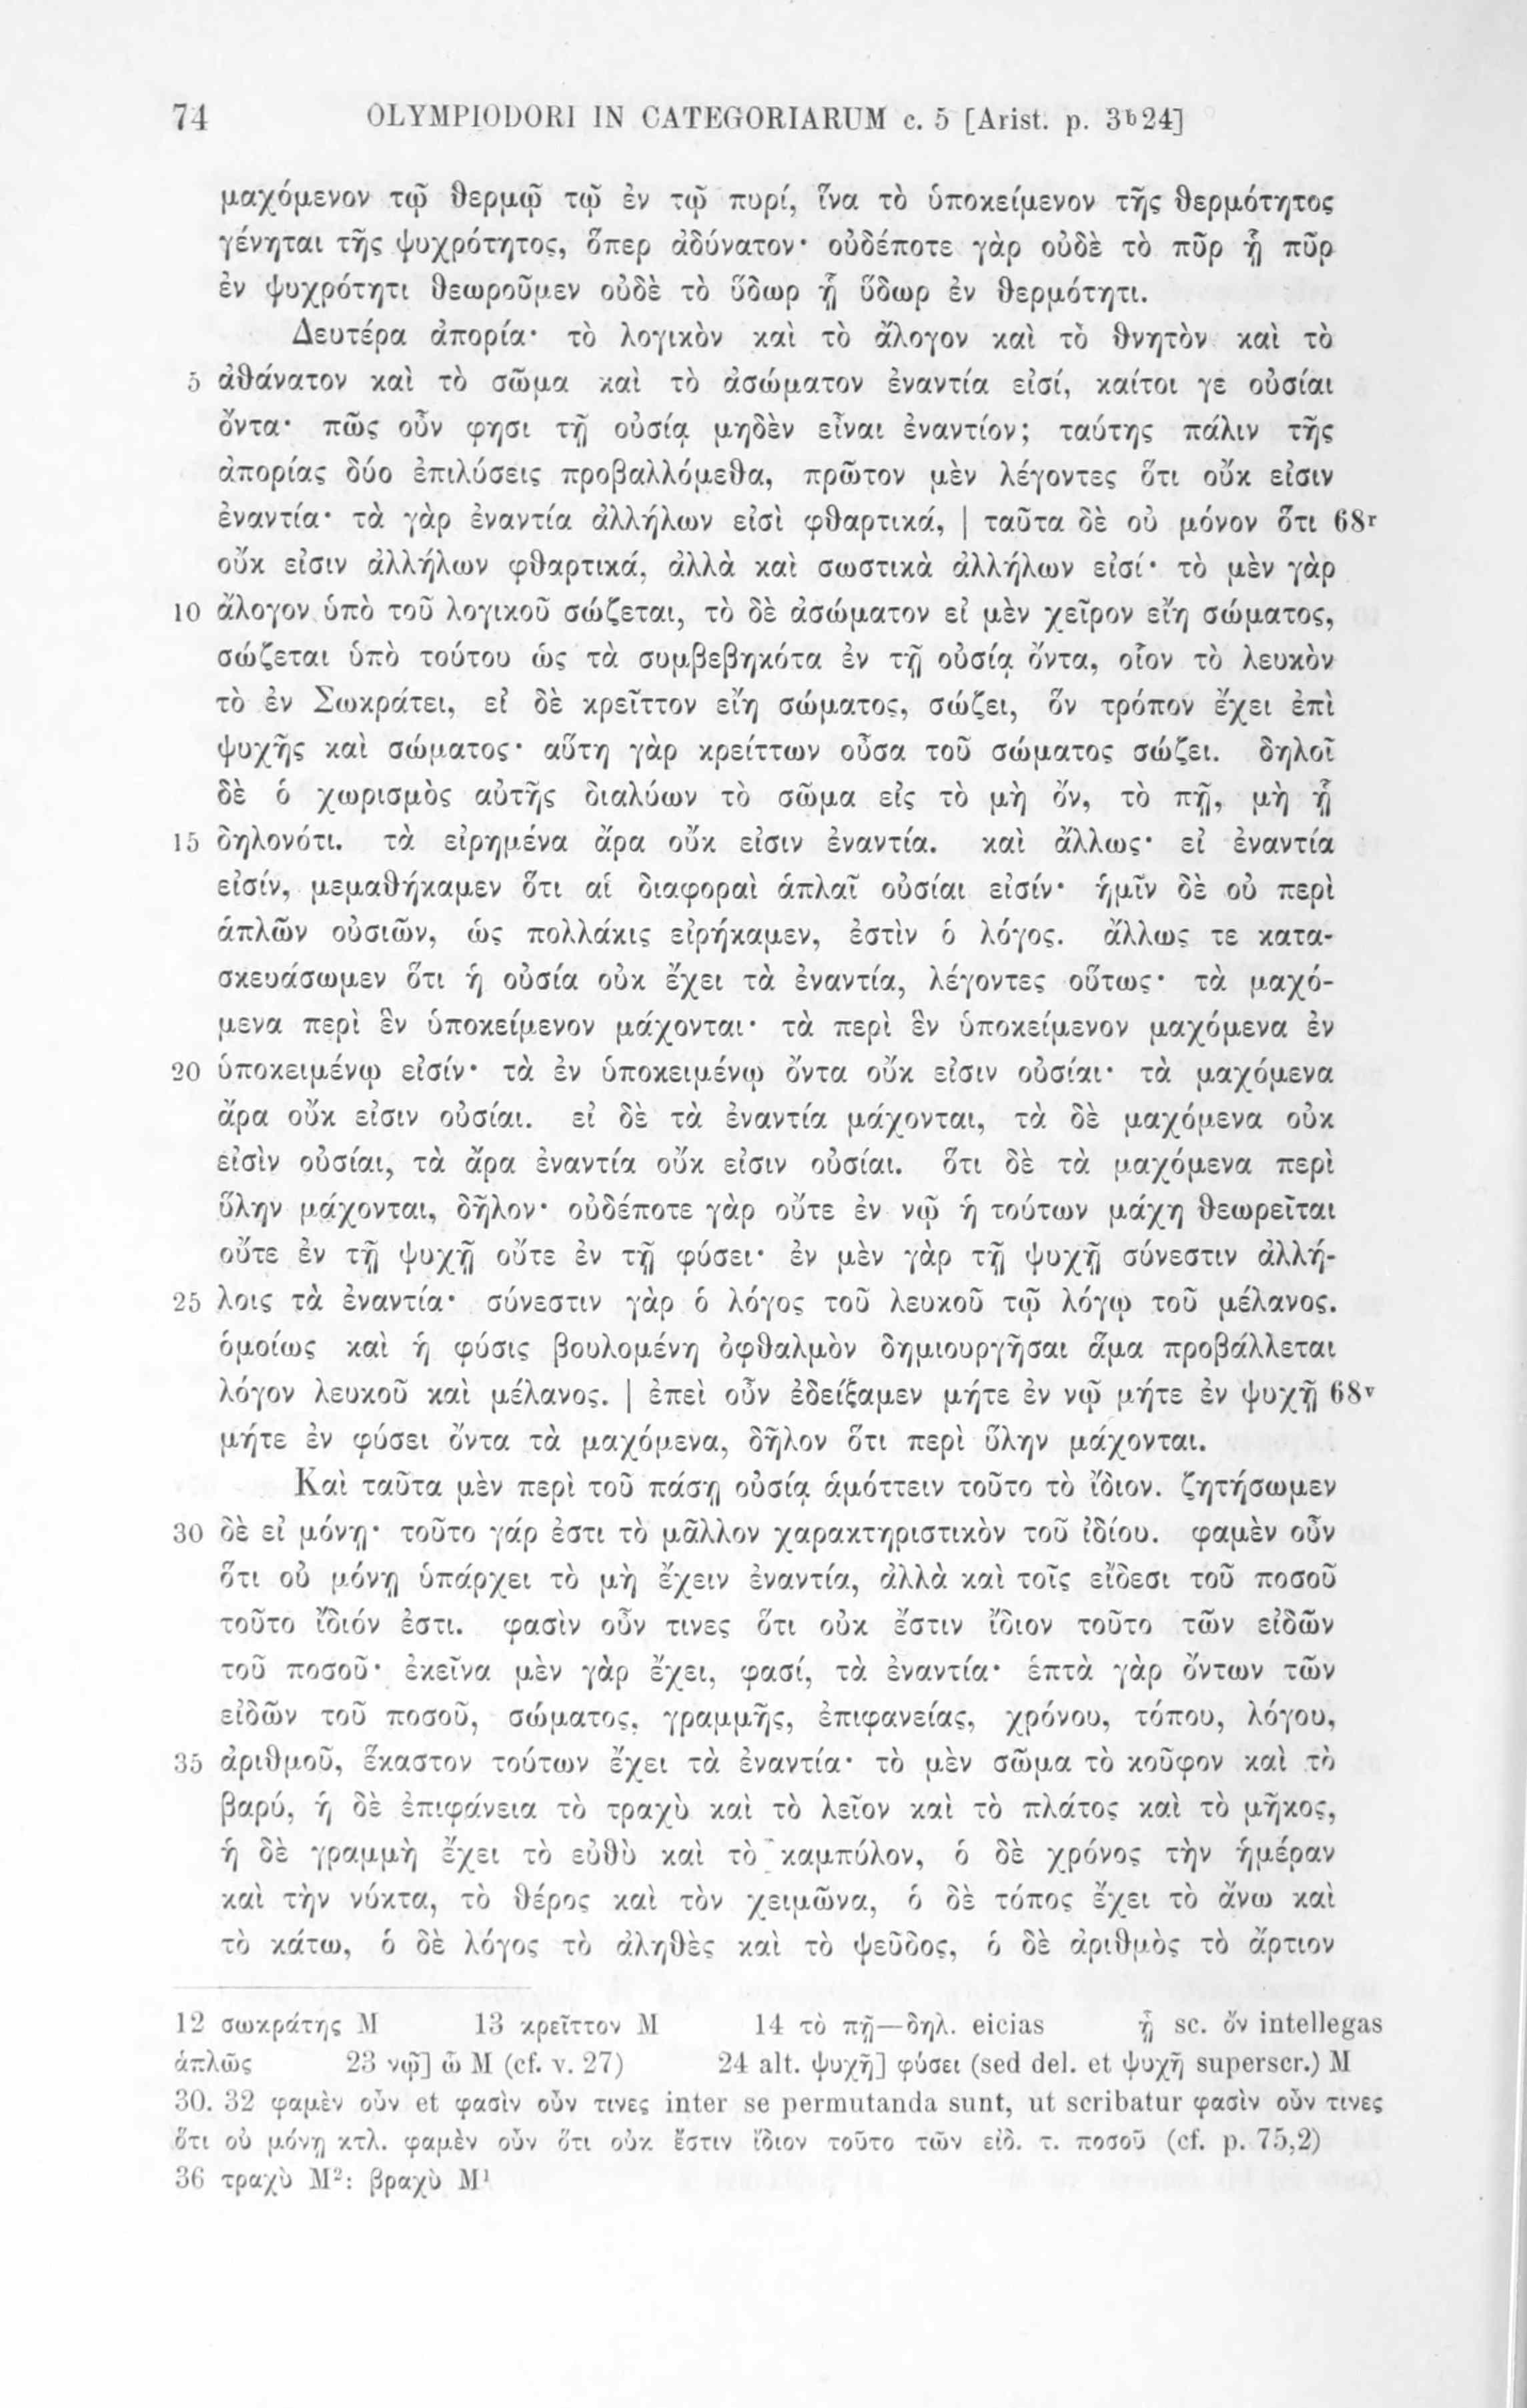 74 OLYMPIODORI IN CATEGORIARUM c. 5 [Arist. p. 3b24]
μαχόμενον τῷ θερμῷ τῷ ἐν τῷ πυρί, ἵνα τὸ ὑποκείμενον τῆς θερμότητος
γένηται τῆς ψυχρότητος, ὅπερ ἀδύνατον· οὐδέποτε γὰρ οὐδὲ τὸ πῦρ ᾗ πῦρ
ἐν ψυχρότητι θεωροῦμεν οὐδὲ τὸ ὕδωρ ᾗ ὕδωρ ἐν θερμότητι.
Δευτέρα ἀπορία· τὸ λογικὸν καὶ τὸ ἄλογον καὶ τὸ θνητὸν καὶ τὸ
5 ἀθάνατον καὶ τὸ σῶμα καὶ τὸ ἀσώματον ἐναντία εἰσί, καίτοι γε οὐσίαι
ὄντα· πῶς οὖν φησι τῇ οὐσίᾳ μηδὲν εἶναι ἐναντίον; ταύτης πάλιν τῆς
ἀπορίας δύο ἐπιλύσεις προβαλλόμεθα, πρῶτον μὲν λέγοντες ὅτι οὔκ εἰσιν
ἐναντία· τὰ γὰρ ἐναντία ἀλλήλων εἰσὶ φθαρτικά, | ταῦτα δὲ οὐ μόνον ὅτι 68r
οὔκ εἰσιν ἀλλήλων φθαρτικά, ἀλλὰ καὶ σωστικὰ ἀλλήλων εἰσί· τὸ μὲν γὰρ
10 ἄλογον ὑπὸ τοῦ λογικοῦ σώζεται, τὸ δὲ ἀσώματον εἰ μὲν χεῖρον εἴη σώματος,
σώζεται ὑπὸ τούτου ὡς τὰ συμβεβηκότα ἐν τῇ οὐσίᾳ ὄντα, οἷον τὸ λευκὸν
τὸ ἐν Σωκράτει, εἰ δὲ κρεῖττον εἴη σώματος, σώζει, ὃν τρόπον ἔχει ἐπὶ
ψυχῆς καὶ σώματος· αὕτη γὰρ κρείττων οὖσα τοῦ σώματος σώζει. δηλοῖ
δὲ ὁ χωρισμὸς αὐτῆς διαλύων τὸ σῶμα εἰς τὸ μὴ ὄν, τὸ πῇ, μὴ ᾗ
15 δηλονότι. τὰ εἰρημένα ἄρα οὔκ εἰσιν ἐναντία. καὶ ἄλλως· εἰ ἐναντία
εἰσίν, μεμαθήκαμεν ὅτι αἱ διαφοραὶ ἁπλαῖ οὐσίαι εἰσίν· ἡμῖν δὲ οὐ περὶ
ἁπλῶν οὐσιῶν, ὡς πολλάκις εἰρήκαμεν, ἐστὶν ὁ λόγος. ἄλλως τε κατα-
σκευάσωμεν ὅτι ἡ οὐσία οὐκ ἔχει τὰ ἐναντία, λέγοντες οὕτως· τὰ μαχό-
μενα περὶ ἓν ὑποκείμενον μάχονται· τὰ περὶ ἓν ὑποκείμενον μαχόμενα ἐν
20 ὑποκειμένῳ εἰσίν· τὰ ἐν ὑποκειμένῳ ὄντα οὔκ εἰσιν οὐσίαι· τὰ μαχόμενα
ἄρα οὔκ εἰσιν οὐσίαι. εἰ δὲ τὰ ἐναντία μάχονται, τὰ δὲ μαχόμενα οὐκ
εἰσὶν οὐσίαι, τὰ ἄρα ἐναντία οὔκ εἰσιν οὐσίαι. ὅτι δὲ τὰ μαχόμενα περὶ
ὕλην μάχονται, δῆλον· οὐδέποτε γὰρ οὔτε ἐν νῷ ἡ τούτων μάχη θεωρεῖται
οὔτε ἐν τῇ ψυχῇ οὔτε ἐν τῇ φύσει· ἐν μὲν γὰρ τῇ ψυχῇ σύνεστιν ἀλλή-
25 λοις τὰ ἐναντία· σύνεστιν γὰρ ὁ λόγος τοῦ λευκοῦ τῷ λόγῳ τοῦ μέλανος.
ὁμοίως καὶ ἡ φύσις βουλομένη ὀφθαλμὸν δημιουργῆσαι ἅμα προβάλλεται
λόγον λευκοῦ καὶ μέλανος. | ἐπεὶ οὖν ἐδείξαμεν μήτε ἐν νῷ μήτε ἐν ψυχῇ 68v
μήτε ἐν φύσει ὄντα τὰ μαχόμενα, δῆλον ὅτι περὶ ὕλην μάχονται.
Καὶ ταῦτα μὲν περὶ τοῦ πάσῃ οὐσίᾳ ἁμόττειν τοῦτο τὸ ἴδιον. ζητήσωμεν
30 δὲ εἰ μόνῃ· τοῦτο γάρ ἐστι τὸ μᾶλλον χαρακτηριστικὸν τοῦ ἰδίου. φαμὲν οὖν
ὅτι οὐ μόνῃ ὑπάρχει τὸ μὴ ἔχειν ἐναντία, ἀλλὰ καὶ τοῖς εἴδεσι τοῦ ποσοῦ
τοῦτο ἴδιόν ἐστι. φασὶν οὖν τινες ὅτι οὐκ ἔστιν ἴδιον τοῦτο τῶν εἰδῶν
τοῦ ποσοῦ· ἐκεῖνα μὲν γὰρ ἔχει, φασί, τὰ ἐναντία· ἑπτὰ γὰρ ὄντων τῶν
εἰδῶν τοῦ ποσοῦ, σώματος, γραμμῆς, ἐπιφανείας, χρόνου, τόπου, λόγου,
35 ἀριθμοῦ, ἕκαστον τούτων ἔχει τὰ ἐναντία· τὸ μὲν σῶμα τὸ κοῦφον καὶ τὸ
βαρύ, ἡ δὲ ἐπιφάνεια τὸ τραχὺ καὶ τὸ λεῖον καὶ τὸ πλάτος καὶ τὸ μῆκος,
ἡ δὲ γραμμὴ ἔχει τὸ εὐθὺ καὶ τὸ καμπύλον, ὁ δὲ χρόνος τὴν ἡμέραν
καὶ τὴν νύκτα, τὸ θέρος καὶ τὸν χειμῶνα, ὁ δὲ τόπος ἔχει τὸ ἄνω καὶ
τὸ κάτω, ὁ δὲ λόγος τὸ ἀληθὲς καὶ τὸ ψεῦδος, ὁ δὲ ἀριθμὸς τὸ ἄρτιον
12 σωκράτης M 13 κρεῖττον M 14 τὸ πῇ—δηλ. eicias ᾗ sc. ὄν intellegas
ἁπλῶς 23 νῷ] ὦ M (cf. v. 27) 24 alt. ψυχῇ] φύσει (sed del. et ψυχῇ superscr.) M
30. 32 φαμὲν οὖν et φασὶν οὖν τινες inter se permutanda sunt, ut scribatur φασὶν οὖν τινες
ὅτι οὐ μόνῃ κτλ. φαμὲν οὖν ὅτι οὐκ ἔστιν ἴδιον τοῦτο τῶν εἰδ. τ. ποσοῦ (cf. p. 75,2)
36 τραχὺ M²: βραχὺ M¹